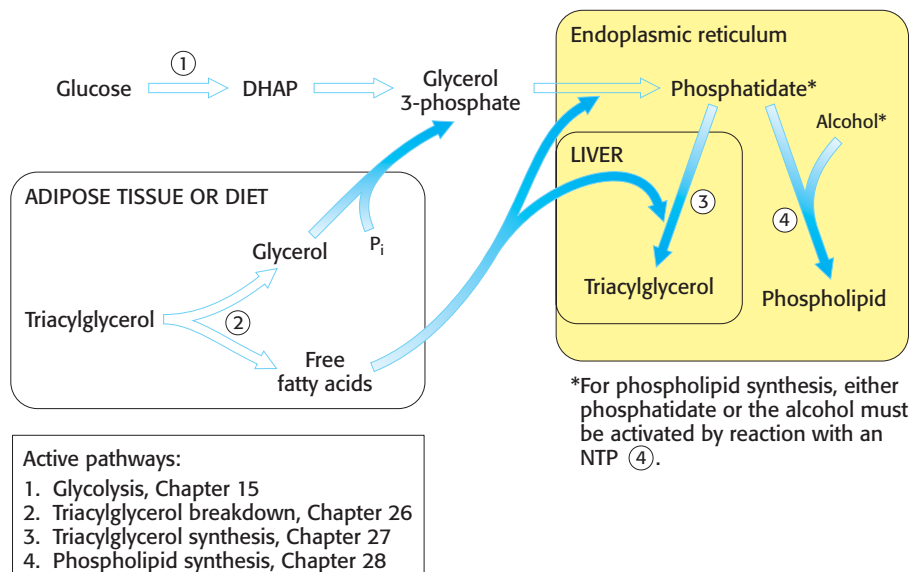 Endoplasmic reticulum
1
Glucose
DHAP
Glycerol
3-phosphate
Phosphatidate*
Alcohol*
LIVER
ADIPOSE TISSUE OR DIET
3
4
Pi
Glycerol
Triacylglycerol
Phospholipid
Triacylglycerol
2
Free
fatty acids
*For phospholipid synthesis, either
phosphatidate or the alcohol must
be activated by reaction with an
NTP 4.
Active pathways:
1. Glycolysis, Chapter 15
2. Triacylglycerol breakdown, Chapter 26
3. Triacylglycerol synthesis, Chapter 27
4. Phospholipid synthesis, Chapter 28